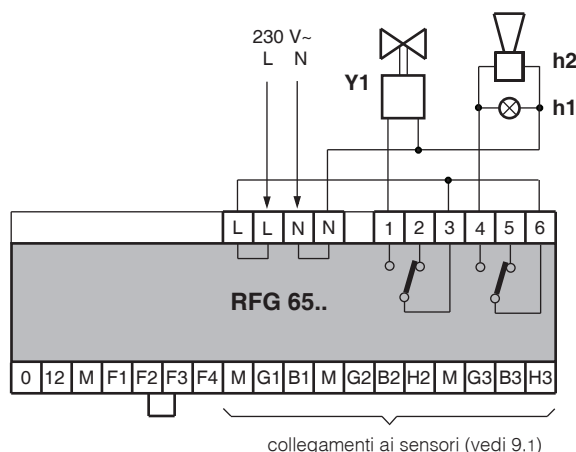 230 V~
L N
Y1
h2
h1
L L N N 1 2 3 4 5 6
RFG 65..
0 12 M F1 F2 F3 F4 M G1 B1 M G2 B2 H2 M G3 B3 H3
collegamenti ai sensori (vedi 9.1)